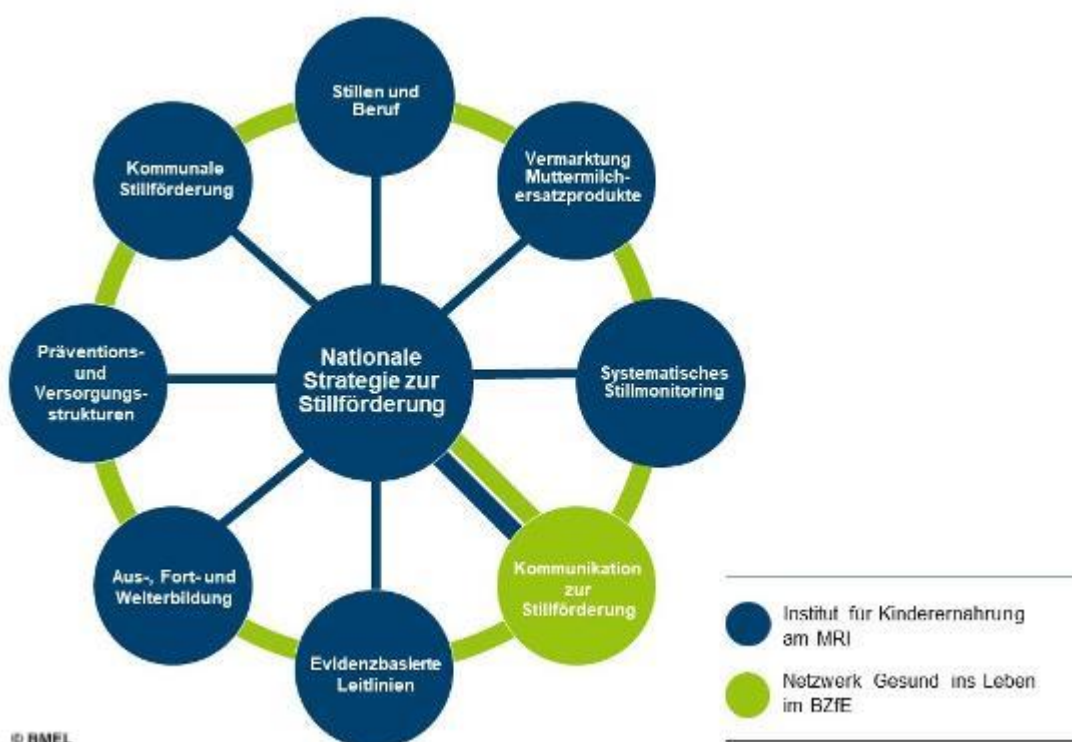 Stillen und
Beruf
Vermarktung
Muttermilch-
ersatzprodukte
Kommunale
Stillförderung
Präventions-
und
Versorgungs-
strukturen
Nationale
Strategie zur
Stillförderung
Systematisches
Stillmonitoring
Aus-, Fort- und
Weiterbildung
Kommunikation
zur
Stillförderung
Evidenzbasierte
Leitlinien
Institut für Kinderernährung
am MRI
Netzwerk Gesund ins Leben
im BZfE
© BMEL